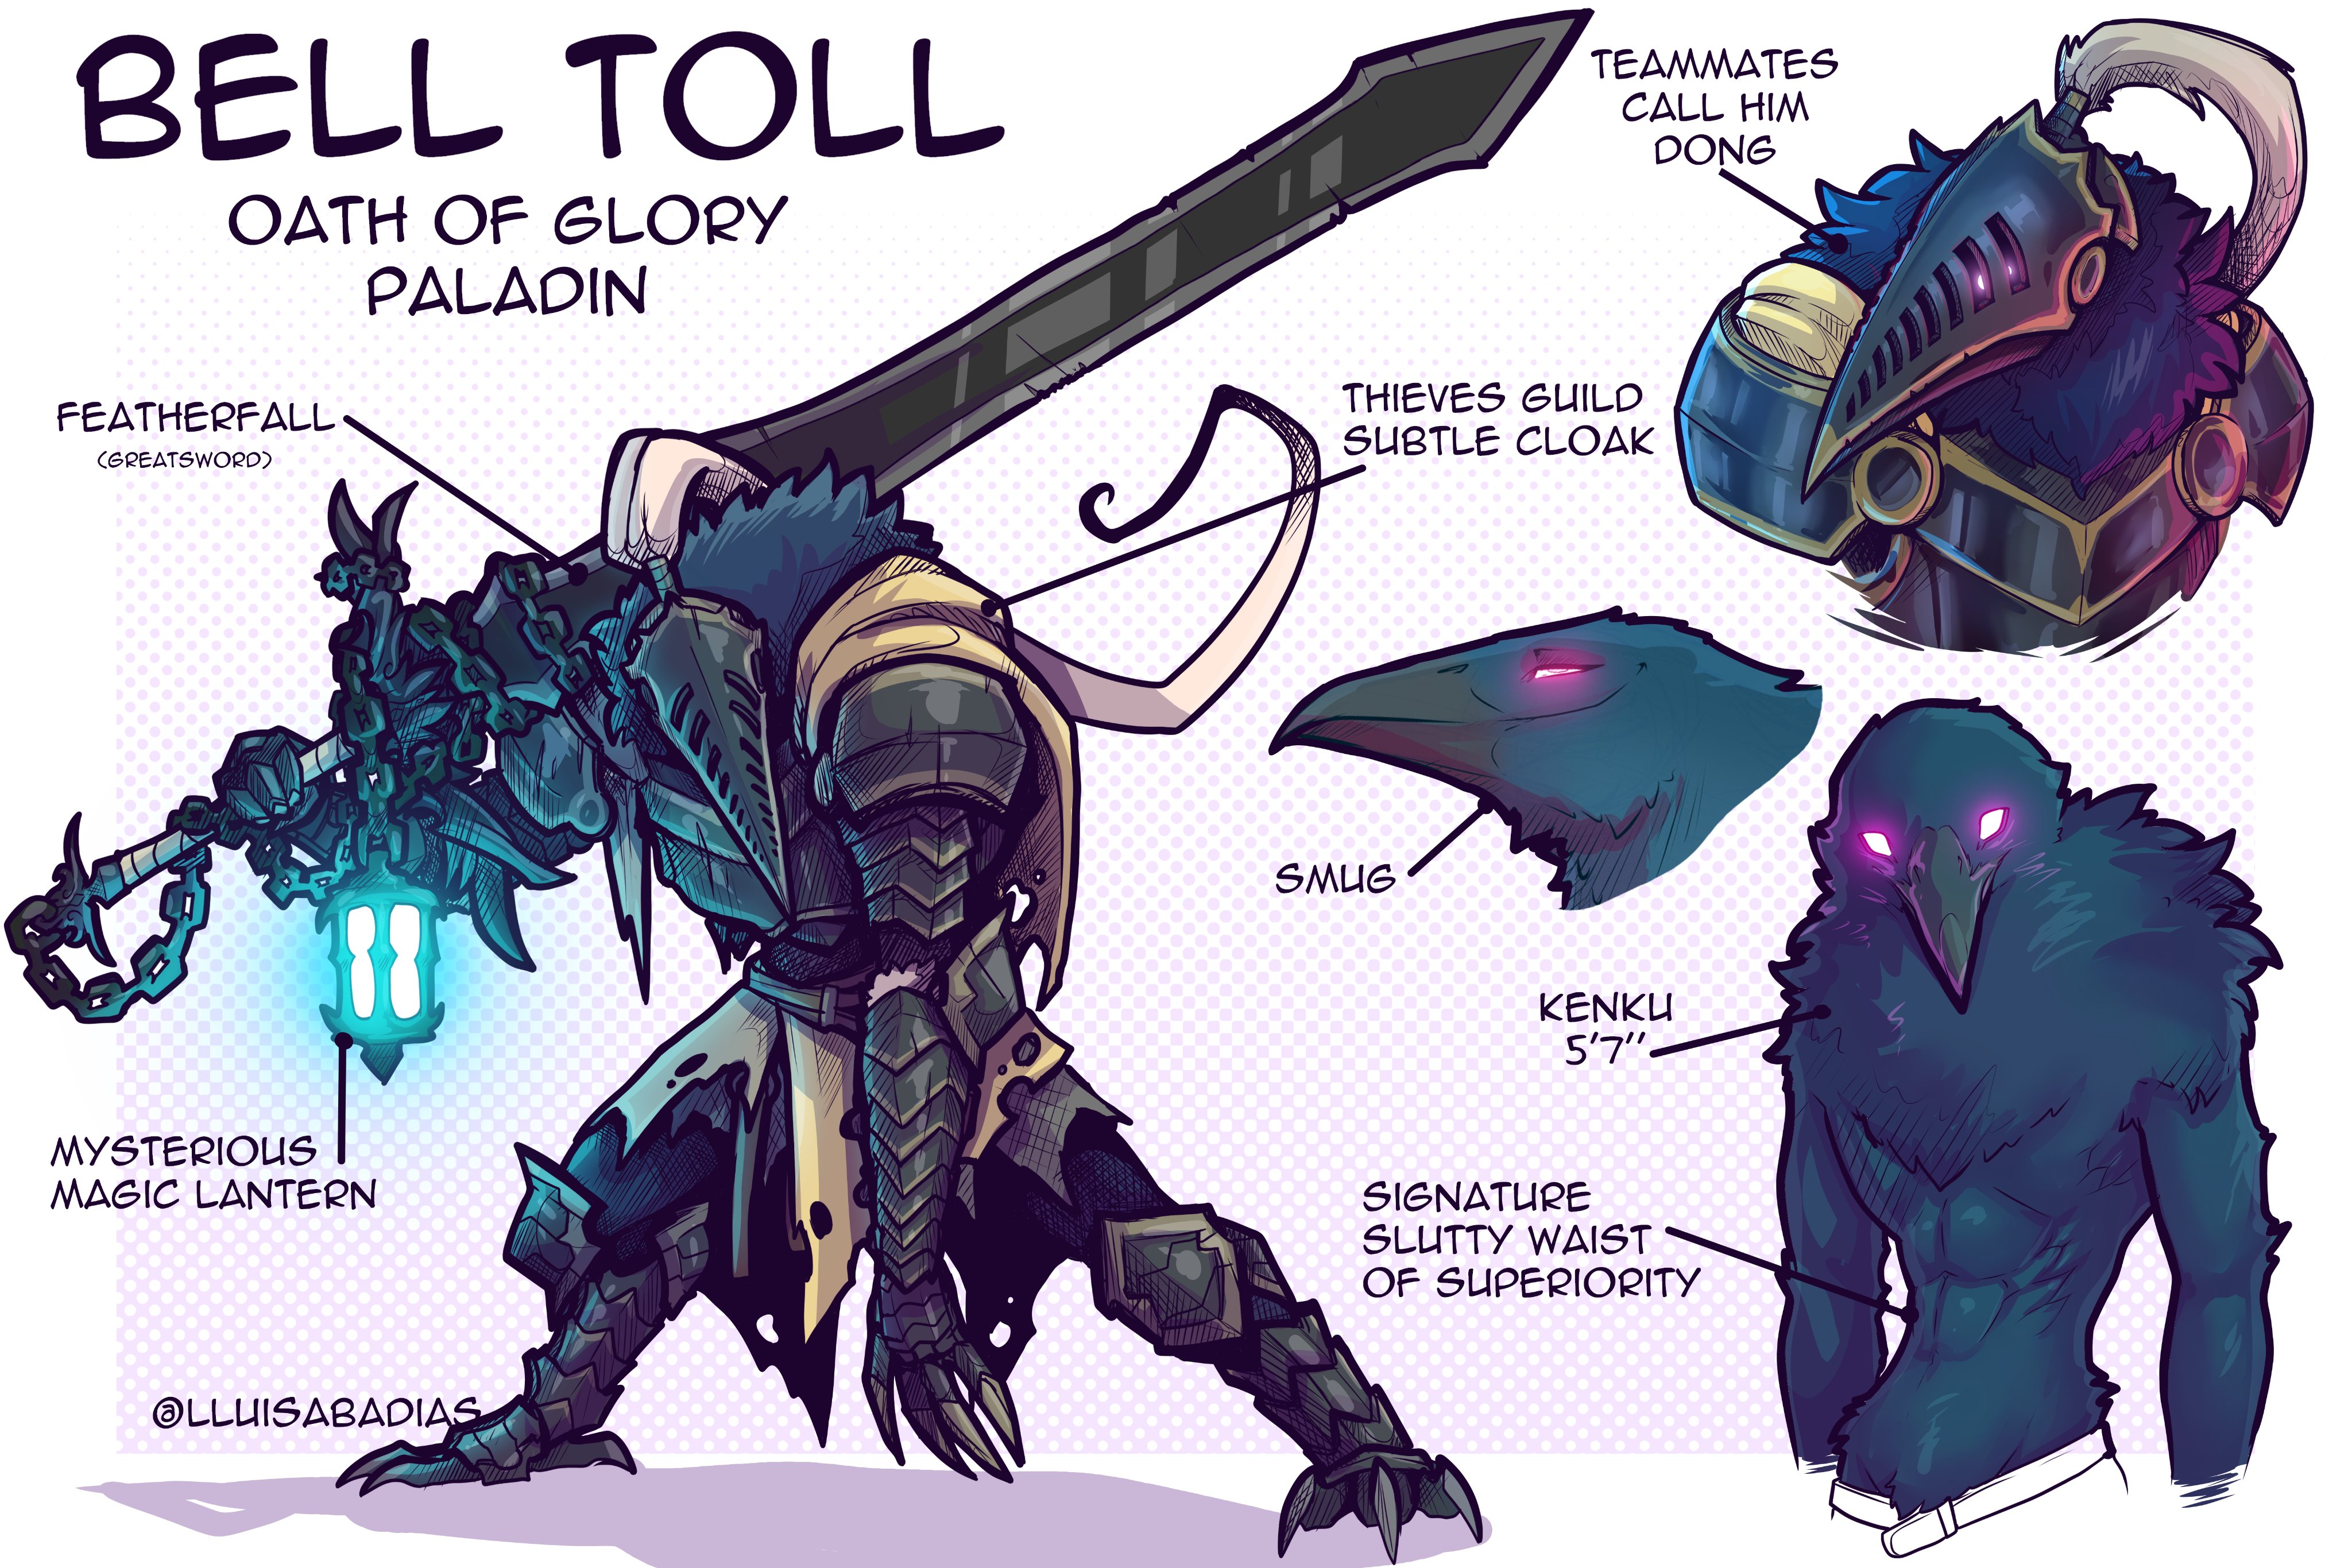 BELL TOLL
OATH OF GLORY
PALADIN
TEAMMATES
CALL HIM
DONG
FEATHERFALL
(GREATSWORD)
THIEVES GUILD
SUBTLE CLOAK
SMUG
KENKU
5'7"
MYSTERIOUS
MAGIC LANTERN
SIGNATURE
SLUTTY WAIST
OF SUPERIORITY
@LLUISABADIAS